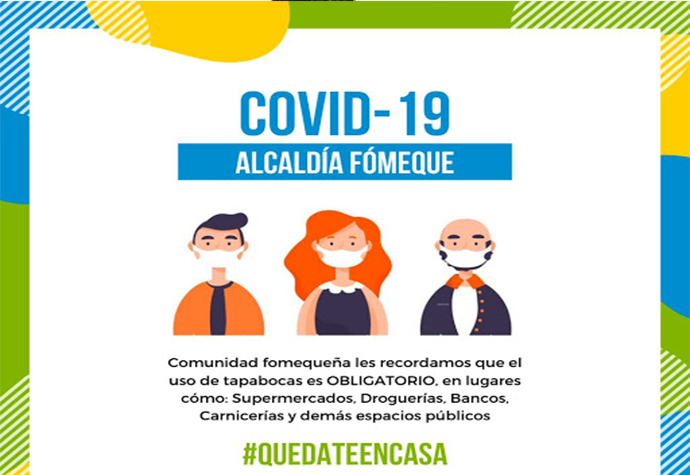 COVID-19
ALCALDÍA FÓMEQUE
Comunidad fomequeña les recordamos que el
uso de tapabocas es OBLIGATORIO, en lugares
cómo: Supermercados, Droguerías, Bancos,
Carnicerías y demás espacios públicos
#QUEDATEENCASA